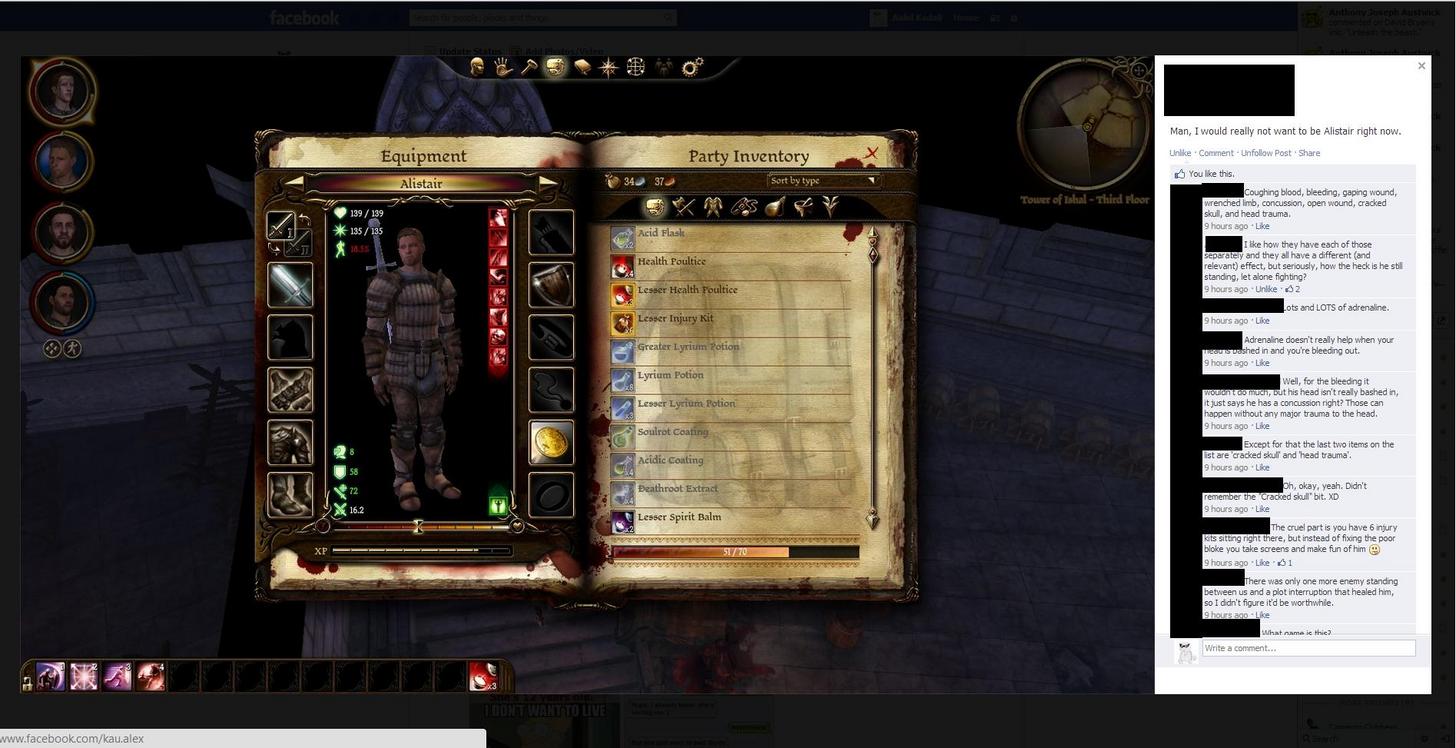 facebook
Search for people, places and things
Home
Anthony Joseph Austwick
commented on David Bryan's
Update Status
Add Photos/Video
Equipment
Party Inventory
Alistair
34
37
Sort by type
Tower of Ishal - Third Floor
139 / 139
135 / 135
Acid Flask
x2
Health Poultice
x4
Lesser Health Poultice
Lesser Injury Kit
Greater Lyrium Potion
Lyrium Potion
x8
Lesser Lyrium Potion
Soulrot Coating
Acidic Coating
x4
Deathroot Extract
x4
Lesser Spirit Balm
x2
8
58
72
16.2
XP
51 / 70
1
2
3
4
x3
I DON'T WANT TO LIVE
www.facebook.com/kau.alex
Man, I would really not want to be Alistair right now.
Unlike · Comment · Unfollow Post · Share
You like this.
Coughing blood, bleeding, gaping wound,
wrenched limb, concussion, open wound, cracked
skull, and head trauma.
9 hours ago · Like
I like how they have each of those
separately and they all have a different (and
relevant) effect, but seriously, how the heck is he still
standing, let alone fighting?
9 hours ago · Unlike · 2
Lots and LOTS of adrenaline.
9 hours ago · Like
Adrenaline doesn't really help when your
head is bashed in and you're bleeding out.
9 hours ago · Like
Well, for the bleeding it
wouldn't do much, but his head isn't really bashed in,
it just says he has a concussion right? Those can
happen without any major trauma to the head.
9 hours ago · Like
Except for that the last two items on the
list are 'cracked skull' and 'head trauma'.
9 hours ago · Like
Oh, okay, yeah. Didn't
remember the "Cracked skull" bit. XD
9 hours ago · Like
The cruel part is you have 6 injury
kits sitting right there, but instead of fixing the poor
bloke you take screens and make fun of him
9 hours ago · Like · 1
There was only one more enemy standing
between us and a plot interruption that healed him,
so I didn't figure it'd be worthwhile.
9 hours ago · Like
What game is this?
Write a comment...
Search